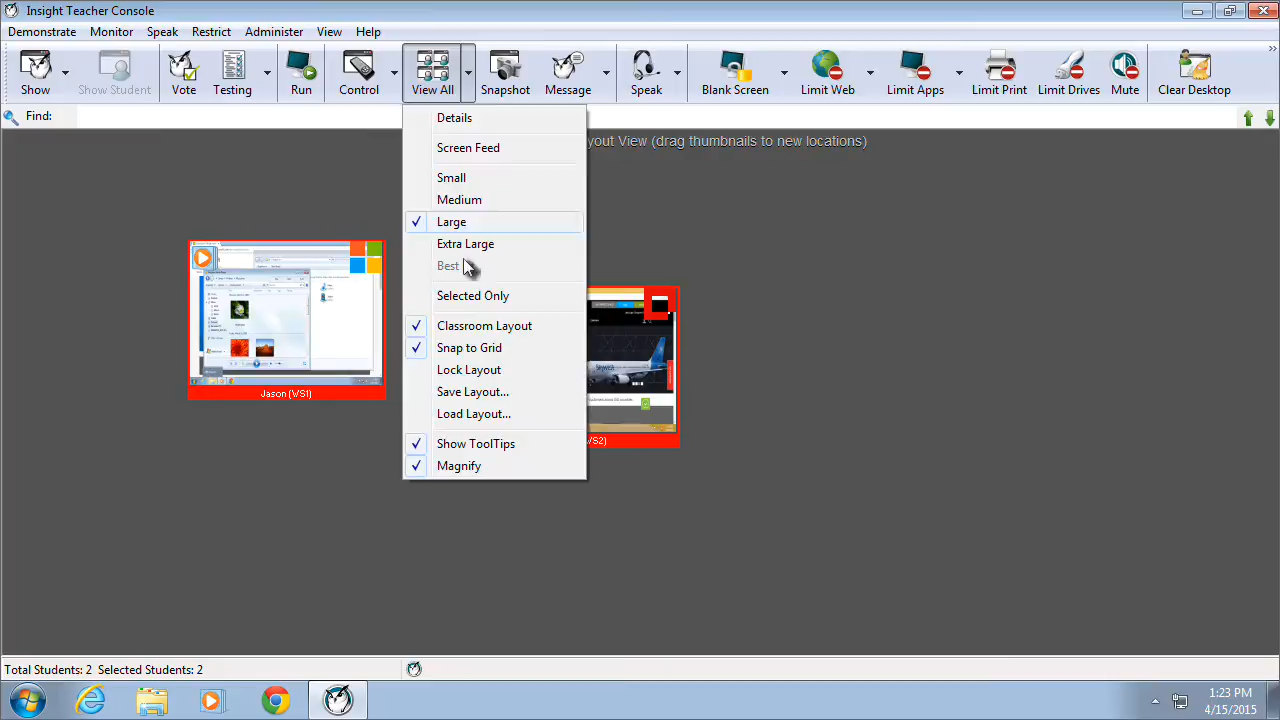 Insight Teacher Console
Demonstrate Monitor Speak Restrict Administer View Help
Show Show Student Vote Testing Run Control View All Snapshot Message Speak Blank Screen Limit Web Limit Apps Limit Print Limit Drives Mute Clear Desktop
Find:
yout View (drag thumbnails to new locations)
Details
Screen Feed
Small
Medium
Large
Extra Large
Best
Selected Only
Classroom Layout
Snap to Grid
Lock Layout
Save Layout...
Load Layout...
Show ToolTips
Magnify
Jason (VS1)
VS2)
Total Students: 2 Selected Students: 2
1:23 PM
4/15/2015